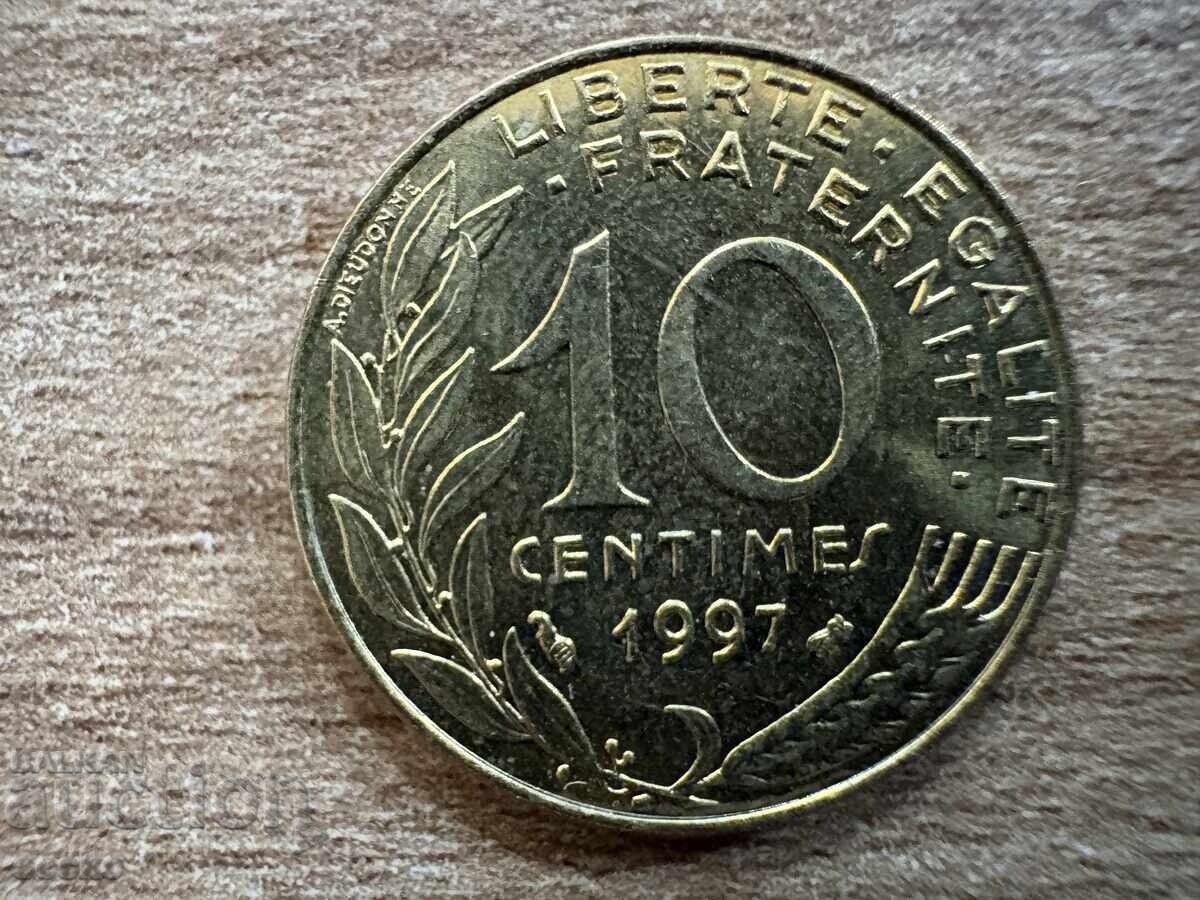 LIBERTE · EGALITE
· FRATERNITE ·
A.DIEUDONNE
10
CENTIMES
1997
BALKAN
auction